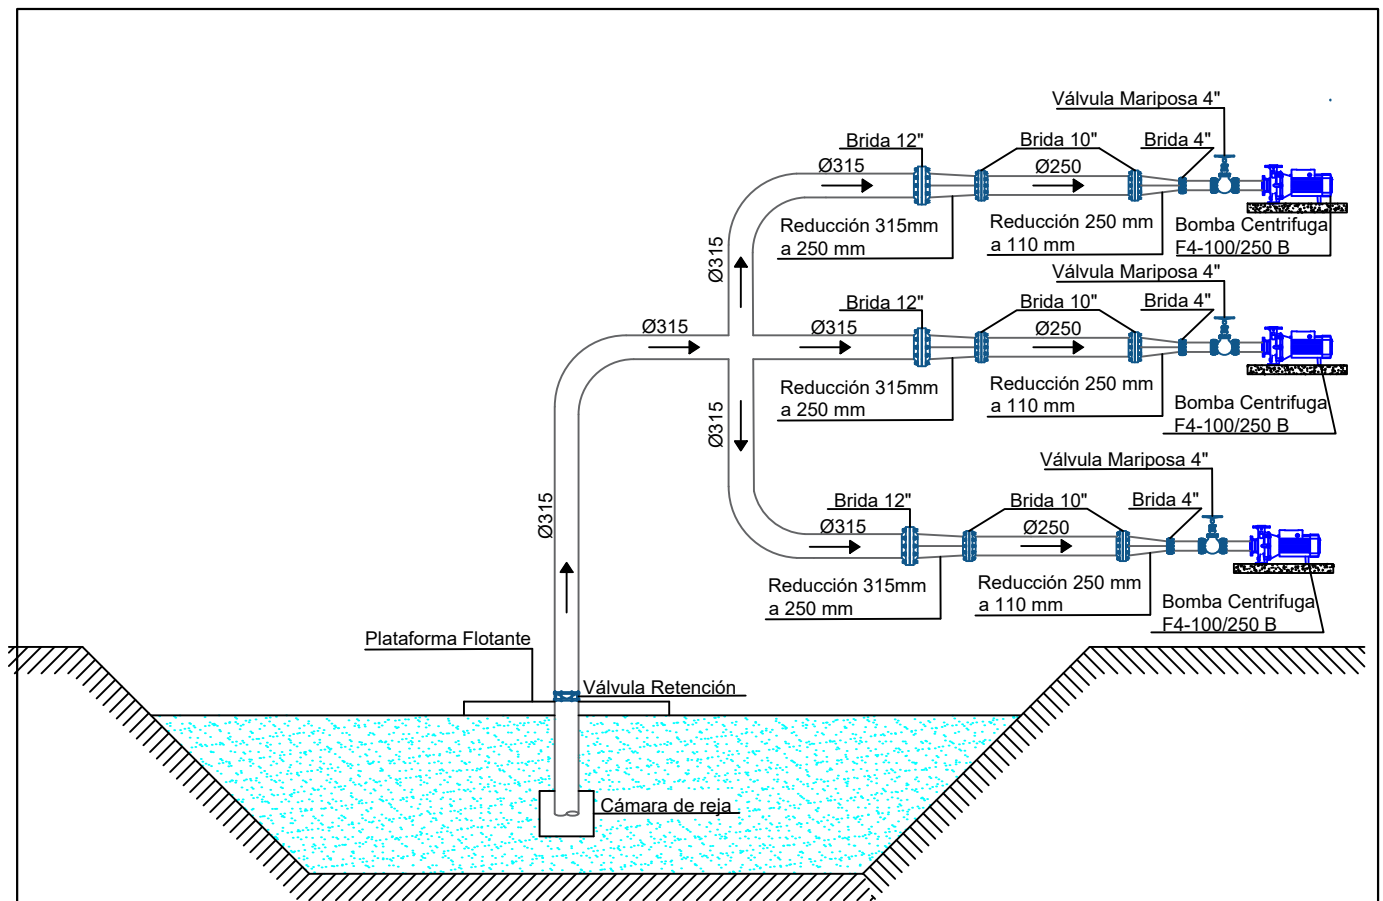 Válvula Mariposa 4"
Brida 12"
Brida 10"
Brida 4"
Ø315
Ø250
Reducción 315mm
a 250 mm
Reducción 250 mm
a 110 mm
Bomba Centrifuga
F4-100/250 B
Ø315
Válvula Mariposa 4"
Brida 12"
Brida 10"
Brida 4"
Ø315
Ø315
Ø250
Reducción 315mm
a 250 mm
Reducción 250 mm
a 110 mm
Bomba Centrifuga
F4-100/250 B
Ø315
Válvula Mariposa 4"
Brida 12"
Brida 10"
Brida 4"
Ø315
Ø315
Ø250
Reducción 315mm
a 250 mm
Reducción 250 mm
a 110 mm
Bomba Centrifuga
F4-100/250 B
Plataforma Flotante
Válvula Retención
Cámara de reja